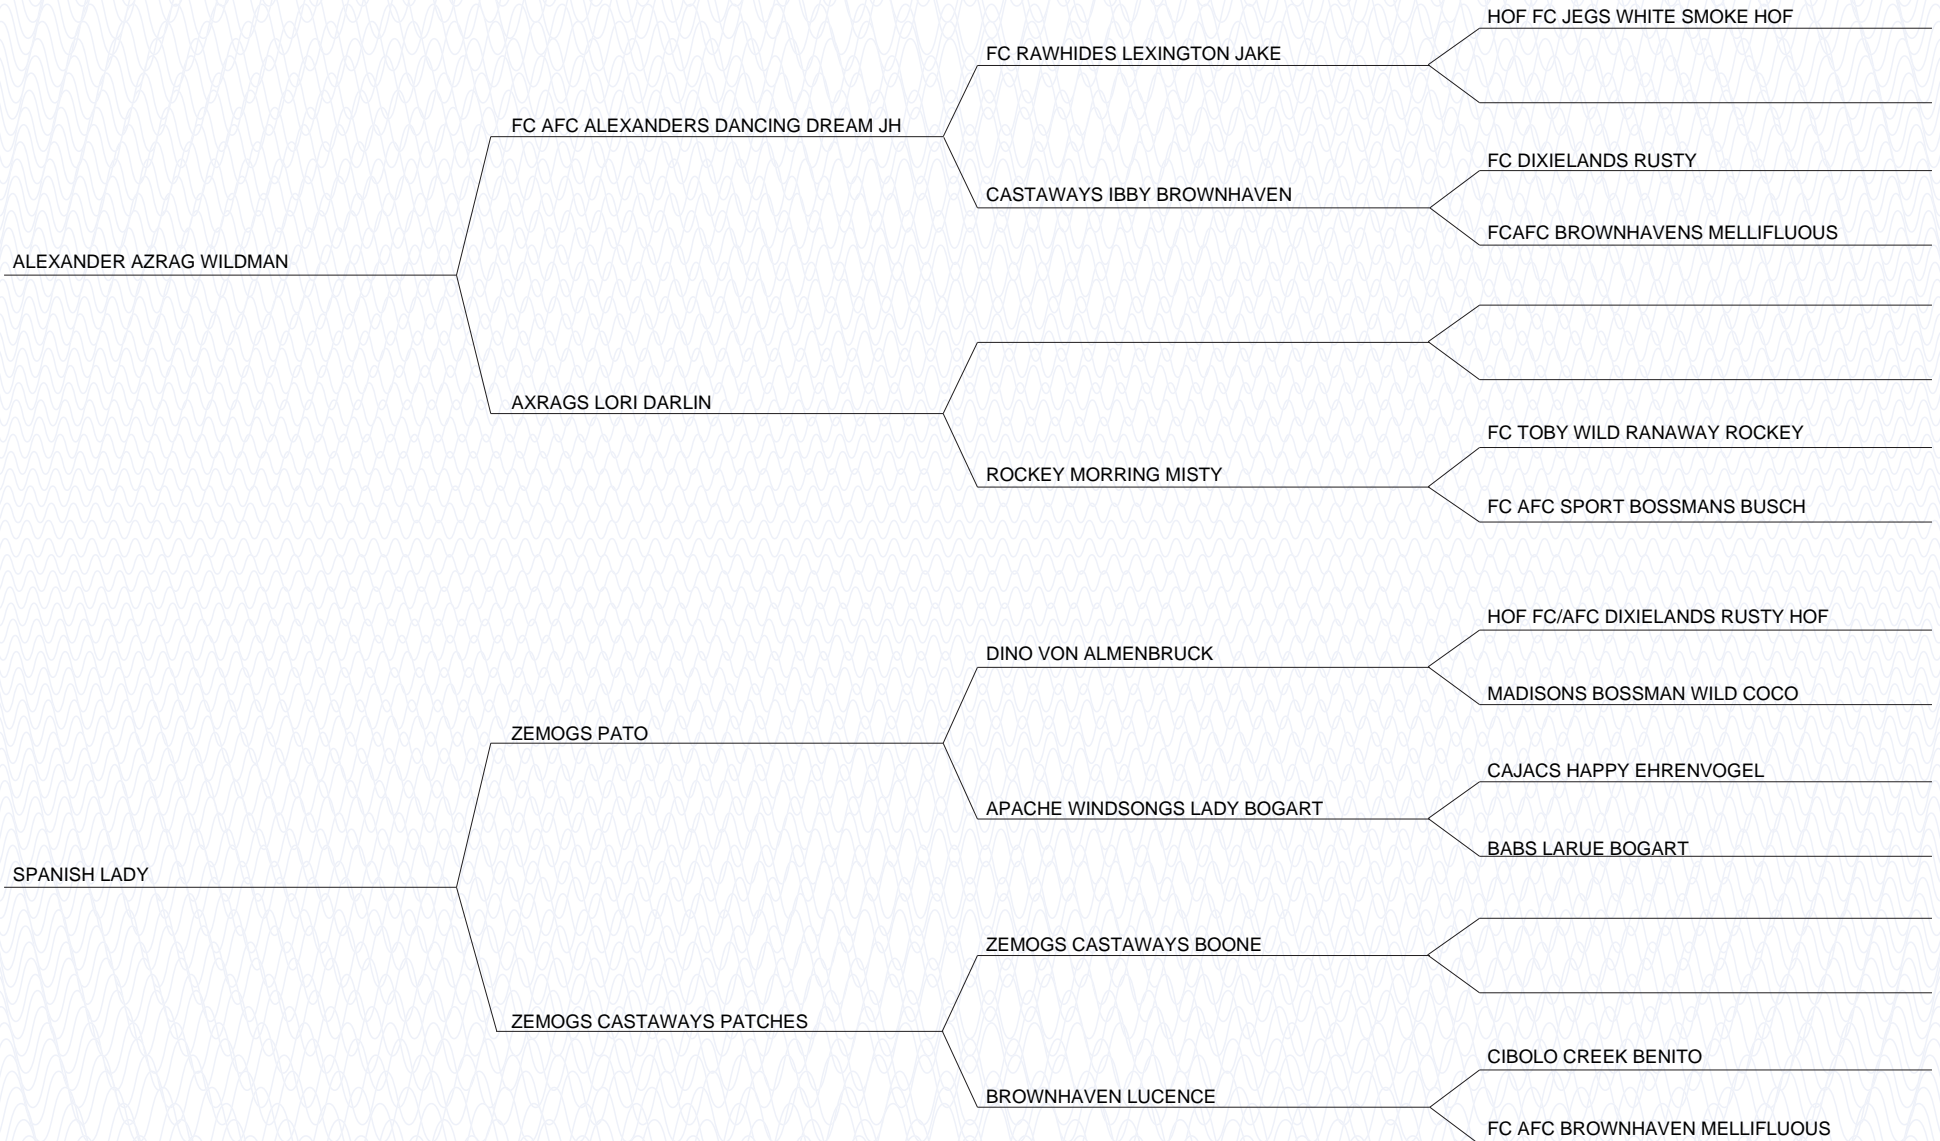 HOF FC JEGS WHITE SMOKE HOF
FC RAWHIDES LEXINGTON JAKE
FC AFC ALEXANDERS DANCING DREAM JH
FC DIXIELANDS RUSTY
CASTAWAYS IBBY BROWNHAVEN
FCAFC BROWNHAVENS MELLIFLUOUS
ALEXANDER AZRAG WILDMAN
AXRAGS LORI DARLIN
FC TOBY WILD RANAWAY ROCKEY
ROCKEY MORRING MISTY
FC AFC SPORT BOSSMANS BUSCH
HOF FC/AFC DIXIELANDS RUSTY HOF
DINO VON ALMENBRUCK
MADISONS BOSSMAN WILD COCO
ZEMOGS PATO
CAJACS HAPPY EHRENVOGEL
APACHE WINDSONGS LADY BOGART
BABS LARUE BOGART
SPANISH LADY
ZEMOGS CASTAWAYS BOONE
ZEMOGS CASTAWAYS PATCHES
CIBOLO CREEK BENITO
BROWNHAVEN LUCENCE
FC AFC BROWNHAVEN MELLIFLUOUS